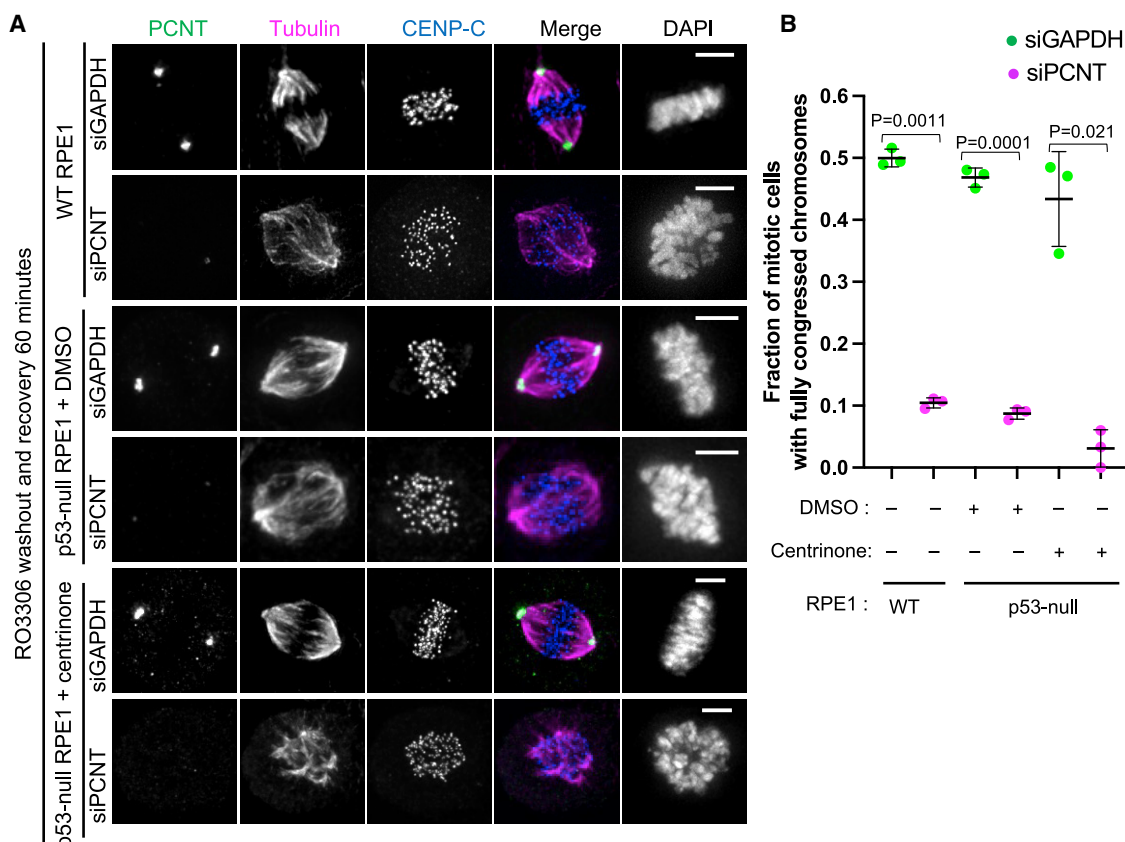 A
PCNT Tubulin CENP-C Merge DAPI
RO3306 washout and recovery 60 minutes
WT RPE1
siGAPDH
siPCNT
p53-null RPE1 + DMSO
siGAPDH
siPCNT
p53-null RPE1 + centrinone
siGAPDH
siPCNT
B
siGAPDH
siPCNT
Fraction of mitotic cells
with fully congressed chromosomes
0.6
0.5
0.4
0.3
0.2
0.1
0.0
P=0.0011
P=0.0001
P=0.021
DMSO : − − + + − −
Centrinone: − − − − + +
RPE1 : WT p53-null